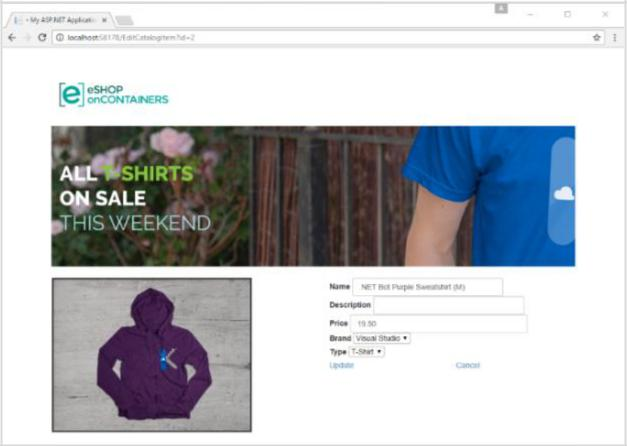 My ASP.NET Applicatio
localhost:58178/EditCatalogItem?id=2
eSHOP
onCONTAINERS
ALL T-SHIRTS
ON SALE
THIS WEEKEND
Name .NET Bot Purple Sweatshirt (M)
Description
Price 19.50
Brand Visual Studio
Type T-Shirt
Update Cancel